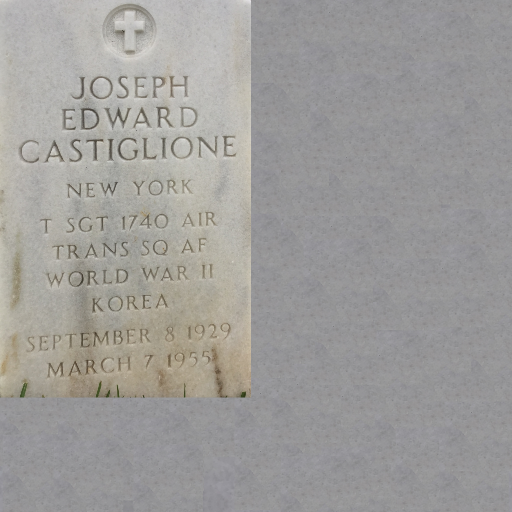 JOSEPH
EDWARD
CASTIGLIONE
NEW YORK
T SGT 1740 AIR
TRANS SQ AF
WORLD WAR II
KOREA
SEPTEMBER 8 1929
MARCH 7 1955